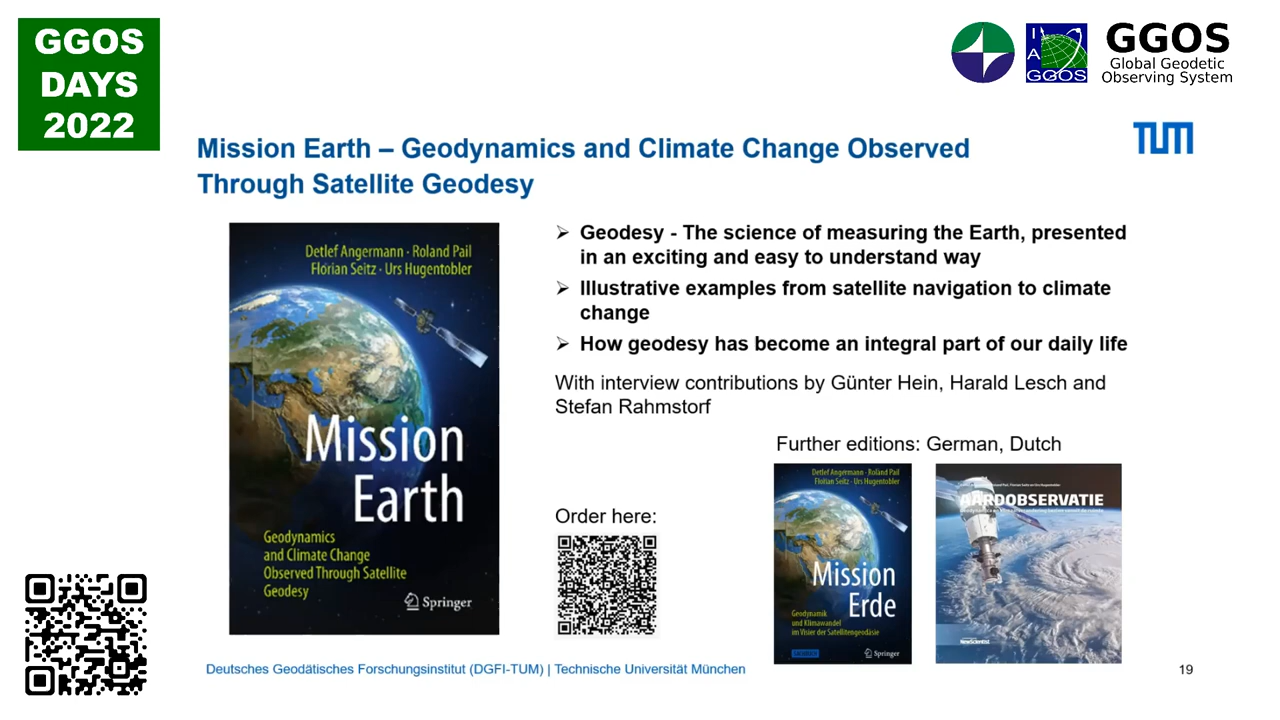 GGOS
DAYS
2022
I
A
G
GGOS
GGOS
Global Geodetic
Observing System
TUM
Mission Earth – Geodynamics and Climate Change Observed
Through Satellite Geodesy
Detlef Angermann · Roland Pail
Florian Seitz · Urs Hugentobler
Mission
Earth
Geodynamics
and Climate Change
Observed Through Satellite
Geodesy
Springer
➢ Geodesy - The science of measuring the Earth, presented
in an exciting and easy to understand way
➢ Illustrative examples from satellite navigation to climate
change
➢ How geodesy has become an integral part of our daily life
With interview contributions by Günter Hein, Harald Lesch and
Stefan Rahmstorf
Order here:
Further editions: German, Dutch
Detlef Angermann · Roland Pail
Florian Seitz · Urs Hugentobler
Mission
Erde
Geodynamik
und Klimawandel
im Visier der Satellitengeodäsie
Springer
AARDOBSERVATIE
NewScientist
Deutsches Geodätisches Forschungsinstitut (DGFI-TUM) | Technische Universität München
19